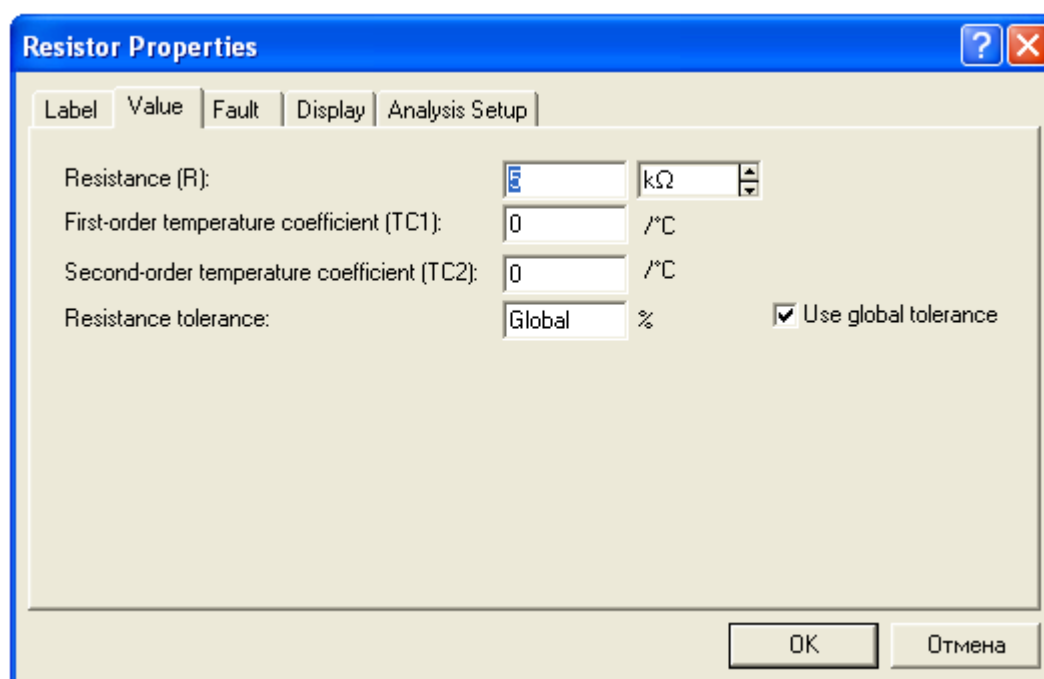 Resistor Properties
Label Value Fault Display Analysis Setup
Resistance (R): 5 kΩ
First-order temperature coefficient (TC1): 0 /°C
Second-order temperature coefficient (TC2): 0 /°C
Resistance tolerance: Global % Use global tolerance
OK Отмена